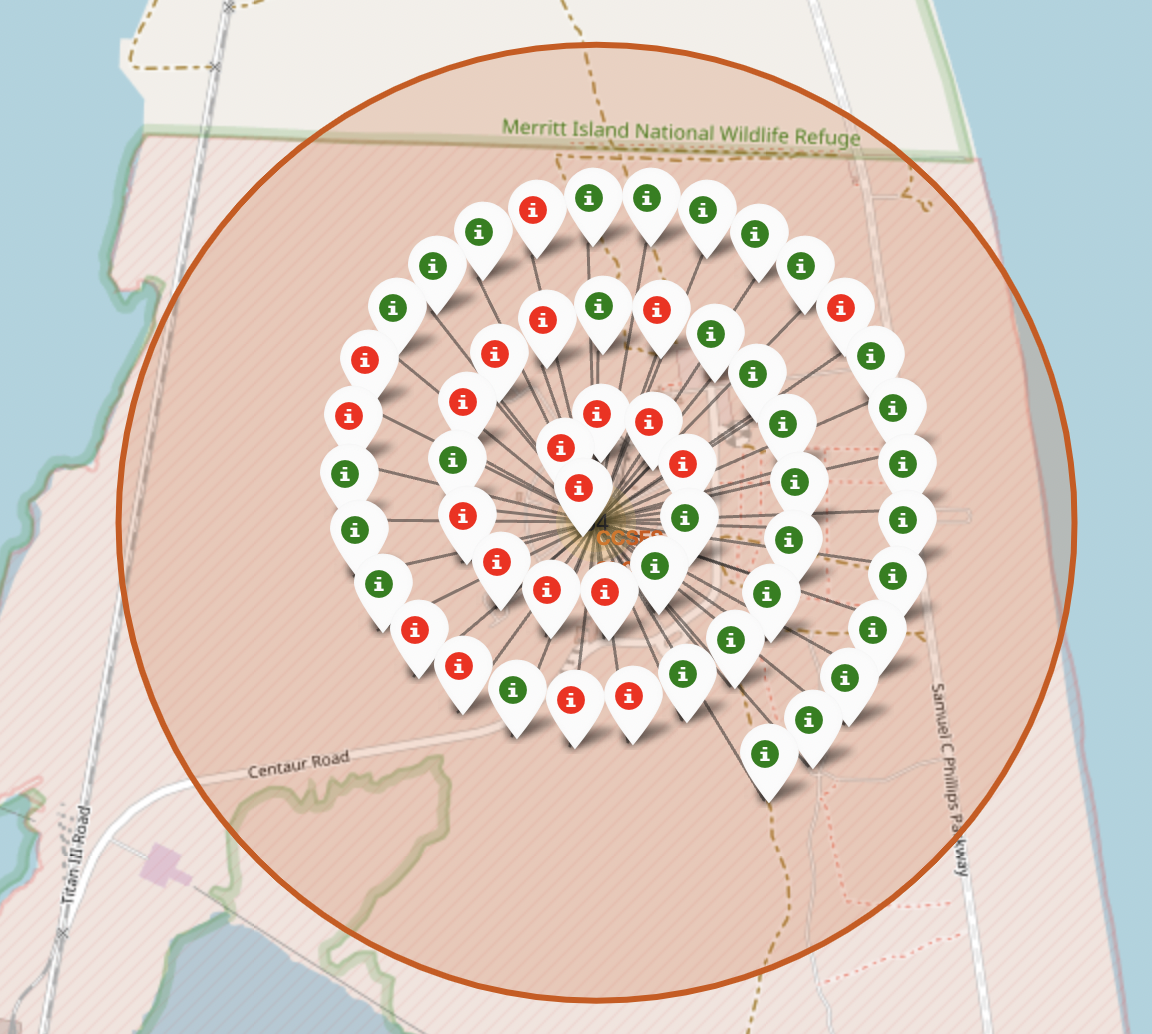 Merritt Island National Wildlife Refuge
Centaur Road
Titan III Road
Samuel C Phillips Parkway